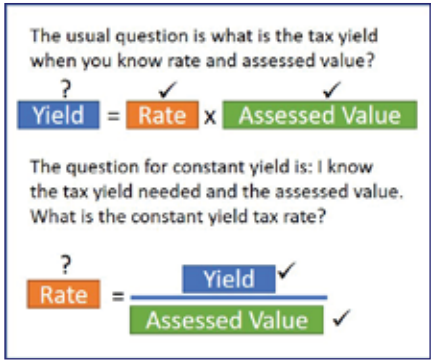 The usual question is what is the tax yield
when you know rate and assessed value?
? ✓ ✓
Yield = Rate x Assessed Value
The question for constant yield is: I know
the tax yield needed and the assessed value.
What is the constant yield tax rate?
?
Rate = Yield ✓
Assessed Value ✓